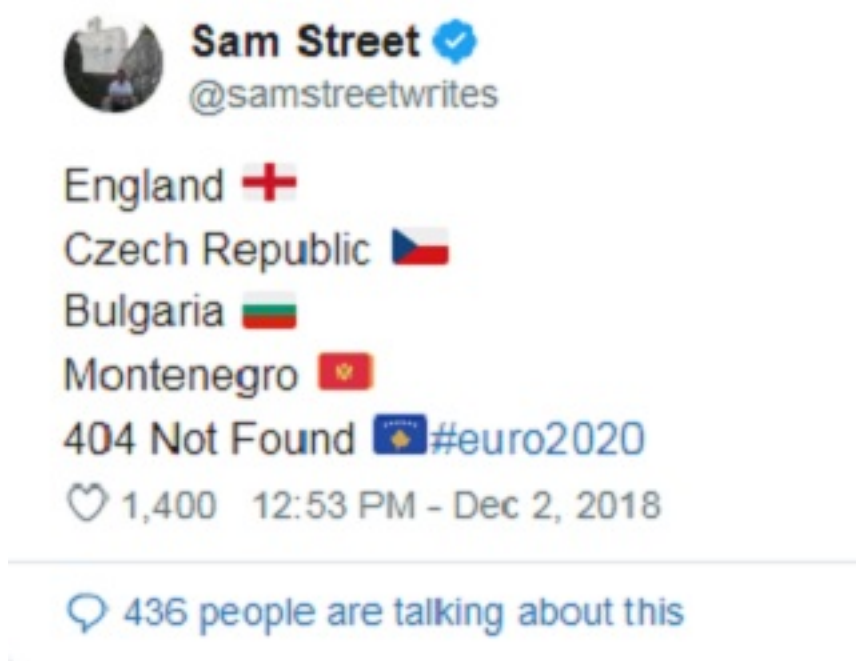 Sam Street
@samstreetwrites
England
Czech Republic
Bulgaria
Montenegro
404 Not Found #euro2020
1,400 12:53 PM - Dec 2, 2018
436 people are talking about this